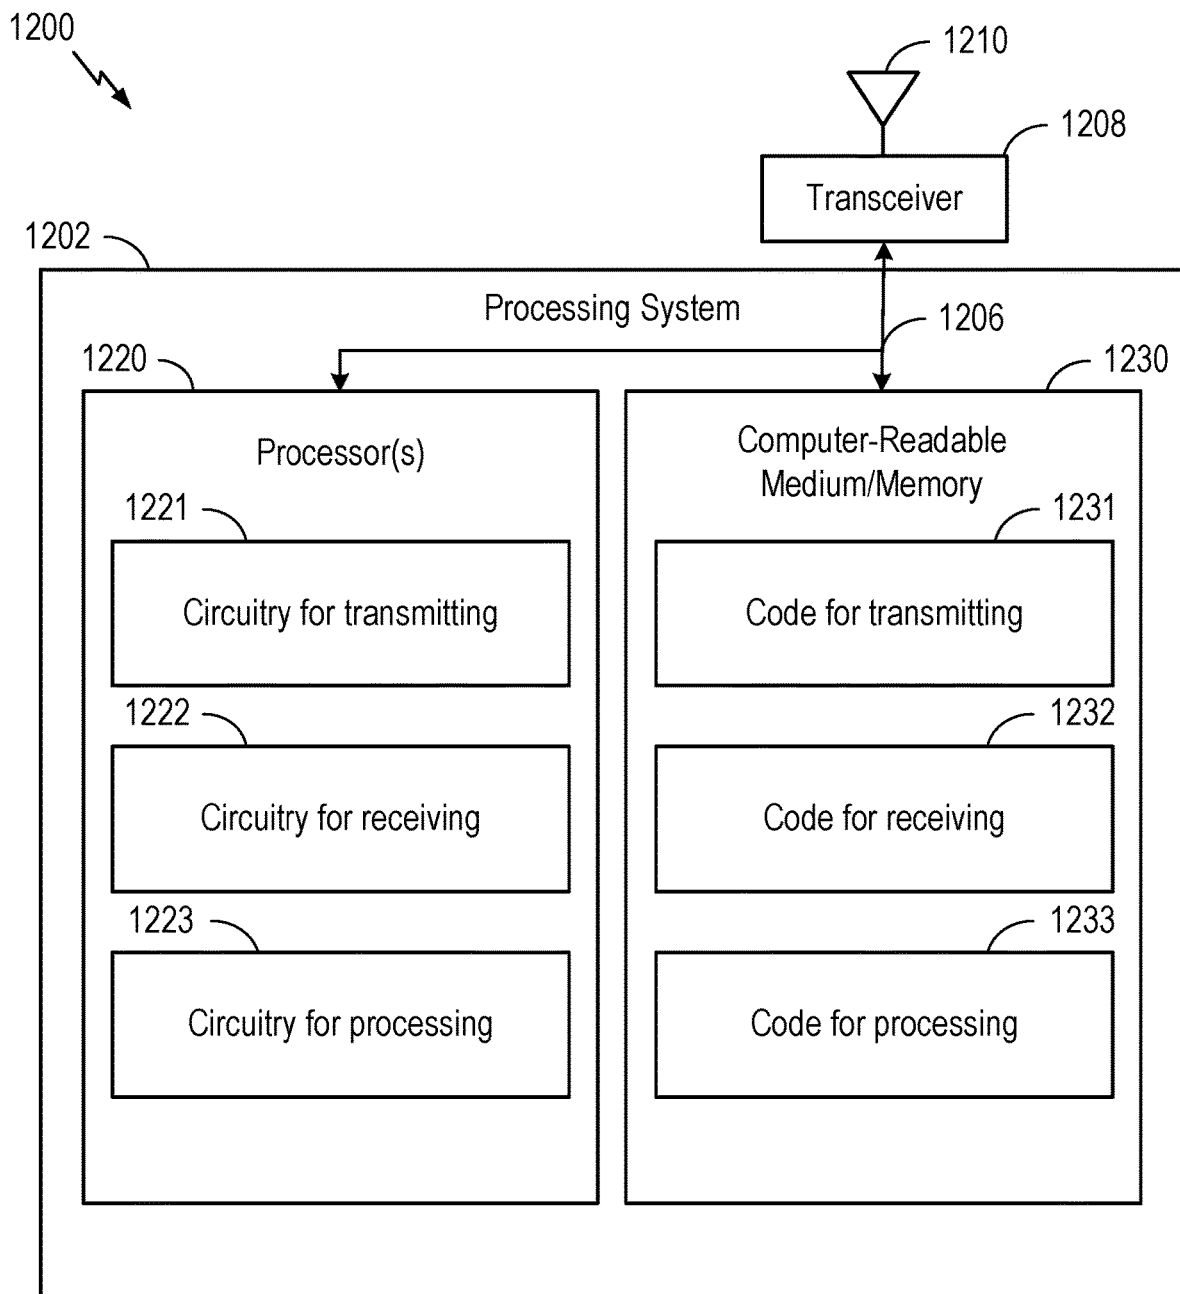 1200
1210
1208
Transceiver
1202
Processing System
1206
1220
1230
Processor(s)
Computer-Readable
Medium/Memory
1221
1231
Circuitry for transmitting
Code for transmitting
1222
1232
Circuitry for receiving
Code for receiving
1223
1233
Circuitry for processing
Code for processing